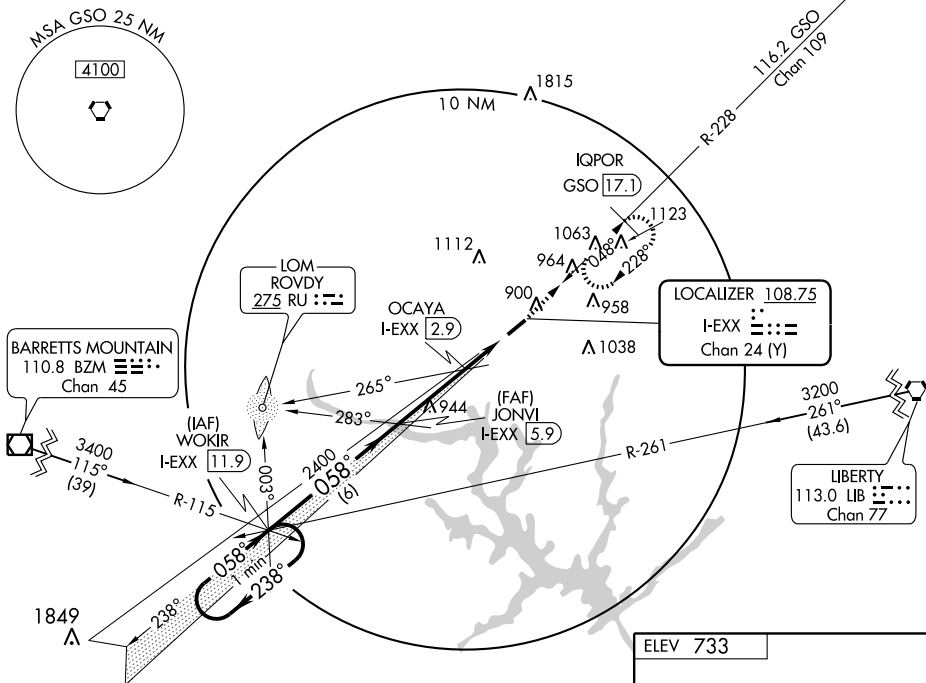 MSA GSO 25 NM
4100
116.2 GSO
Chan 109
R-228
1815
10 NM
IQPOR
GSO 17.1
1123
1063
048°
228°
1112
964
LOM
ROVDY
275 RU
900
958
OCAYA
I-EXX 2.9
LOCALIZER 108.75
I-EXX
Chan 24 (Y)
1038
BARRETTS MOUNTAIN
110.8 BZM
Chan 45
265°
283°
944
(FAF)
JONVI
I-EXX 5.9
3200
261°
(43.6)
(IAF)
WOKIR
I-EXX 11.9
3400
115°
(39)
R-115
003°
2400
058°
(6)
R-261
LIBERTY
113.0 LIB
Chan 77
058°
1 min
238°
238°
1849
ELEV 733